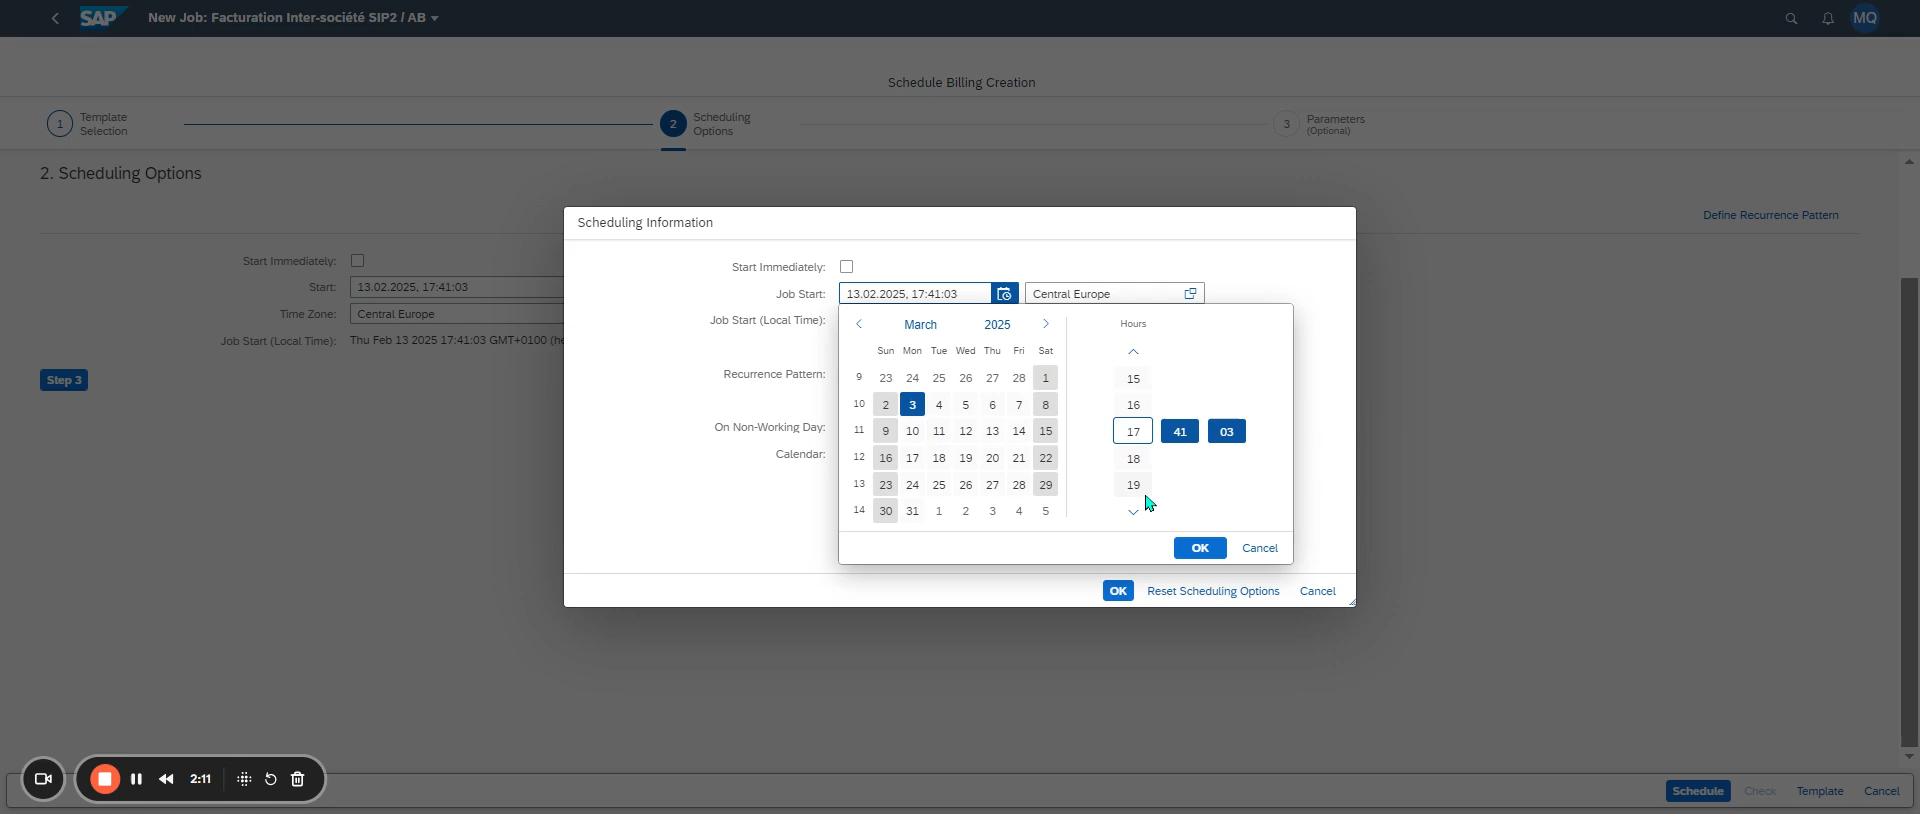 SAP New Job: Facturation Inter-société SIP2 / AB MQ
Schedule Billing Creation
1 Template Selection
2 Scheduling Options
3 Parameters (Optional)
2. Scheduling Options
Define Recurrence Pattern
Start Immediately:
Start: 13.02.2025, 17:41:03
Time Zone: Central Europe
Job Start (Local Time): Thu Feb 13 2025 17:41:03 GMT+0100 (he
Step 3
Scheduling Information
Start Immediately:
Job Start: 13.02.2025, 17:41:03 Central Europe
Job Start (Local Time):
Recurrence Pattern:
On Non-Working Day:
Calendar:
March 2025
Sun Mon Tue Wed Thu Fri Sat
9 23 24 25 26 27 28 1
10 2 3 4 5 6 7 8
11 9 10 11 12 13 14 15
12 16 17 18 19 20 21 22
13 23 24 25 26 27 28 29
14 30 31 1 2 3 4 5
Hours
15
16
17 41 03
18
19
OK Cancel
OK Reset Scheduling Options Cancel
2:11
Schedule Check Template Cancel